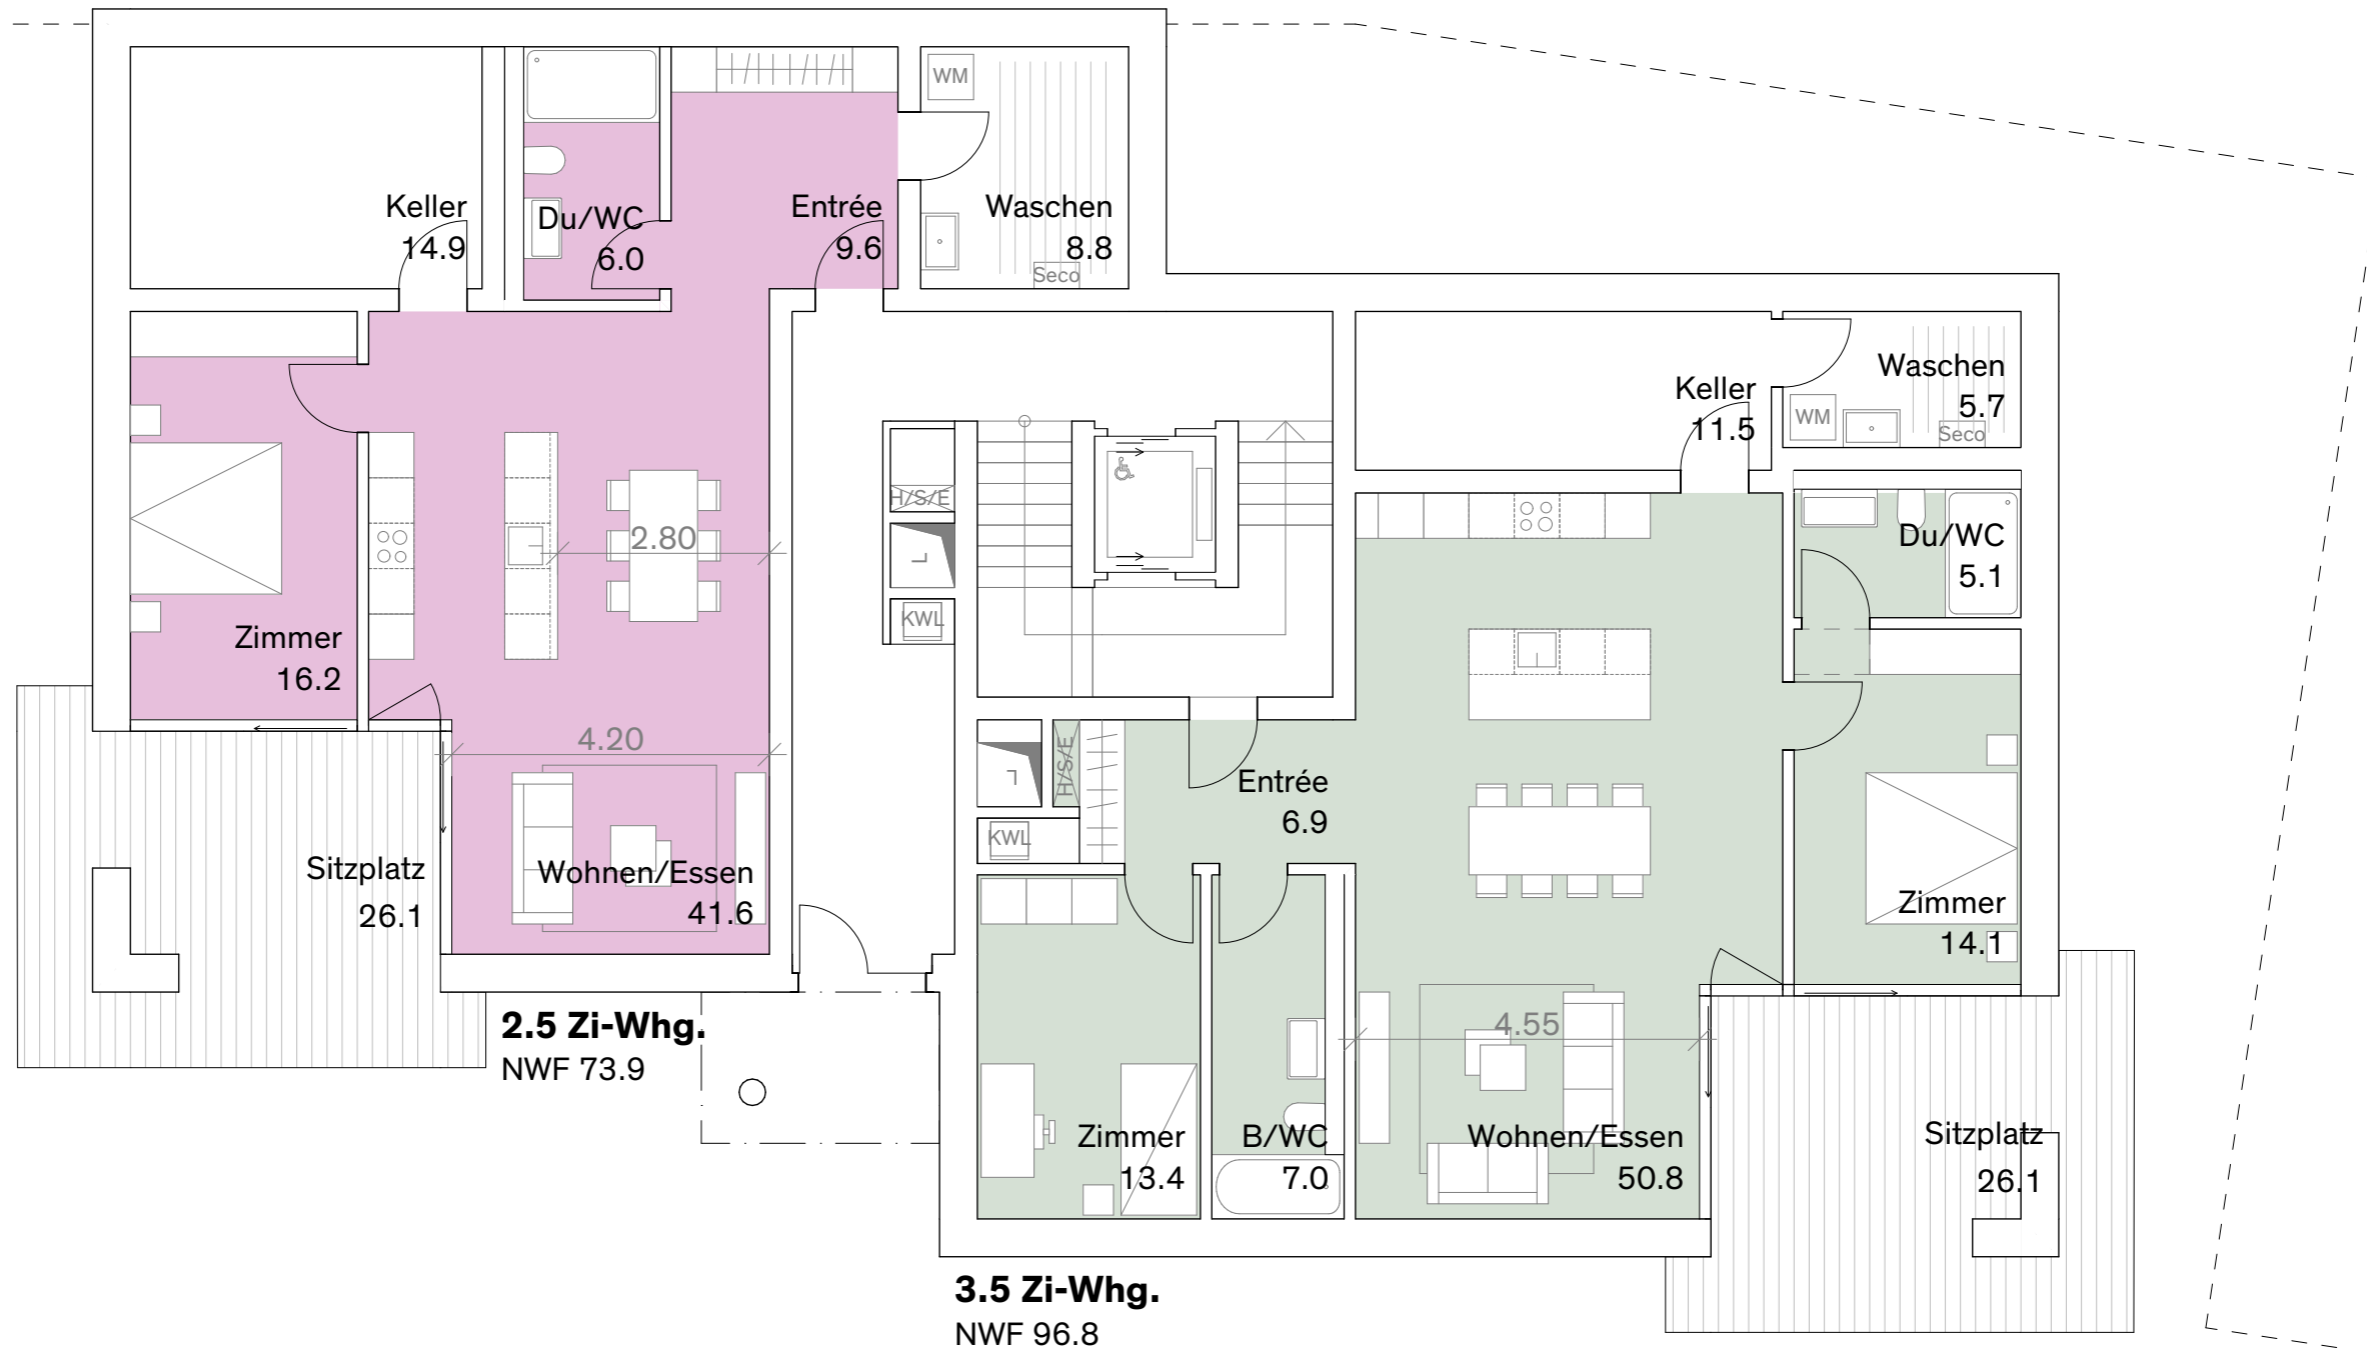 WM
Keller
14.9
Du/WC
6.0
Entrée
9.6
Waschen
8.8
Seco
Zimmer
16.2
2.80
4.20
Wohnen/Essen
41.6
Sitzplatz
26.1
2.5 Zi-Whg.
NWF 73.9
H/S/E
L
KWL
Keller
11.5
Waschen
5.7
WM
Seco
Du/WC
5.1
L
H/S/E
KWL
Entrée
6.9
Zimmer
14.1
4.55
Zimmer
13.4
B/WC
7.0
Wohnen/Essen
50.8
Sitzplatz
26.1
3.5 Zi-Whg.
NWF 96.8